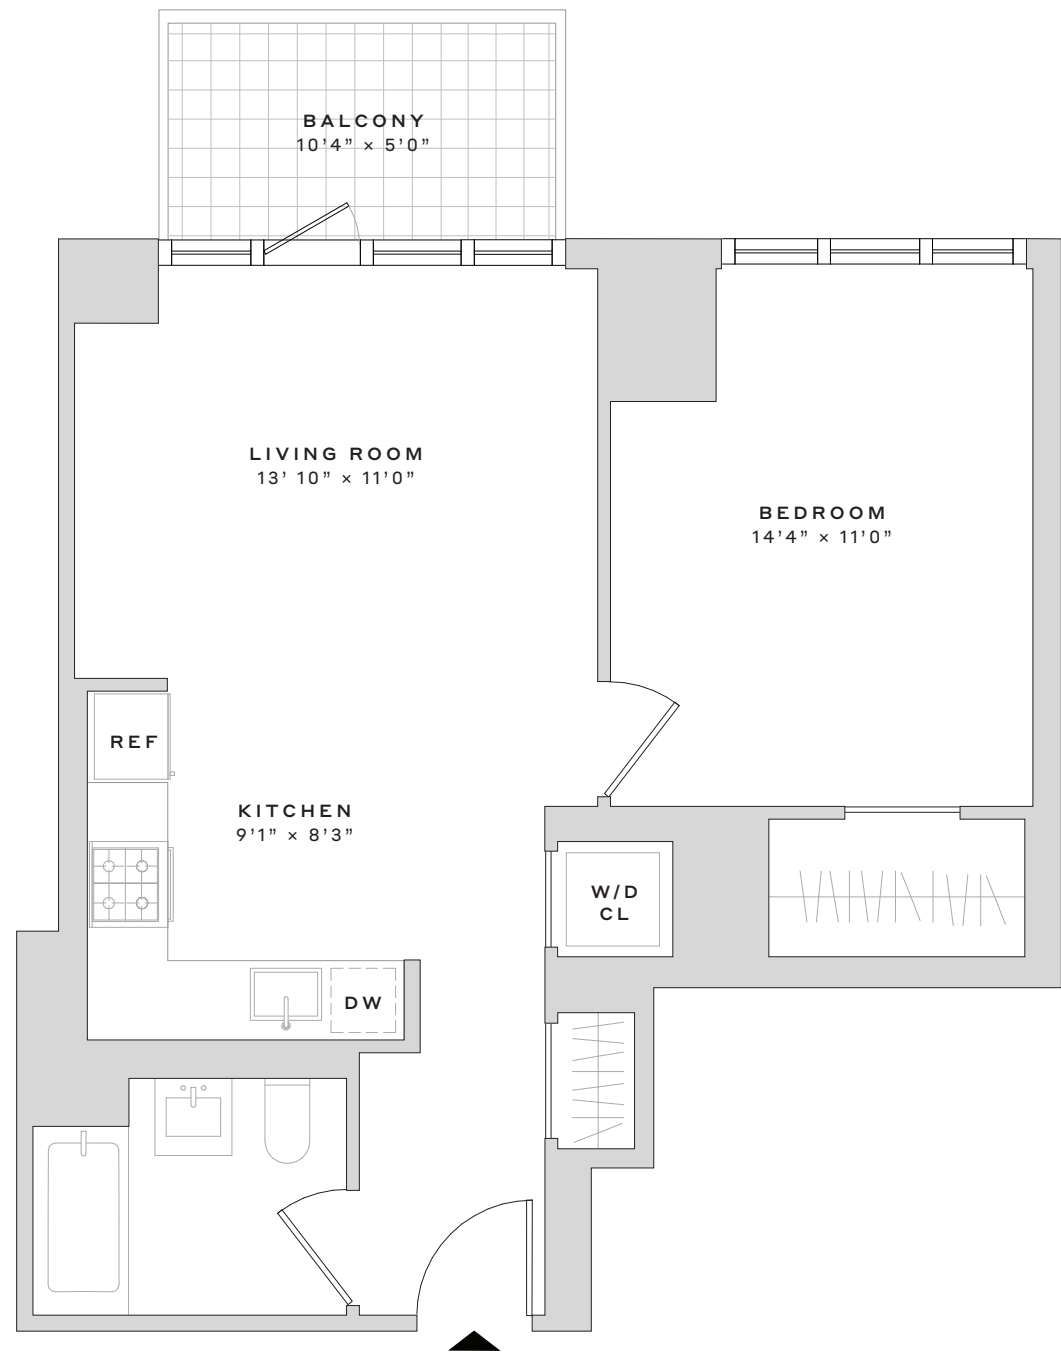 BALCONY
10’4” × 5’0”
LIVING ROOM
13’ 10” × 11’0”
BEDROOM
14’4” × 11’0”
REF
KITCHEN
9’1” × 8’3”
W/D
CL
DW